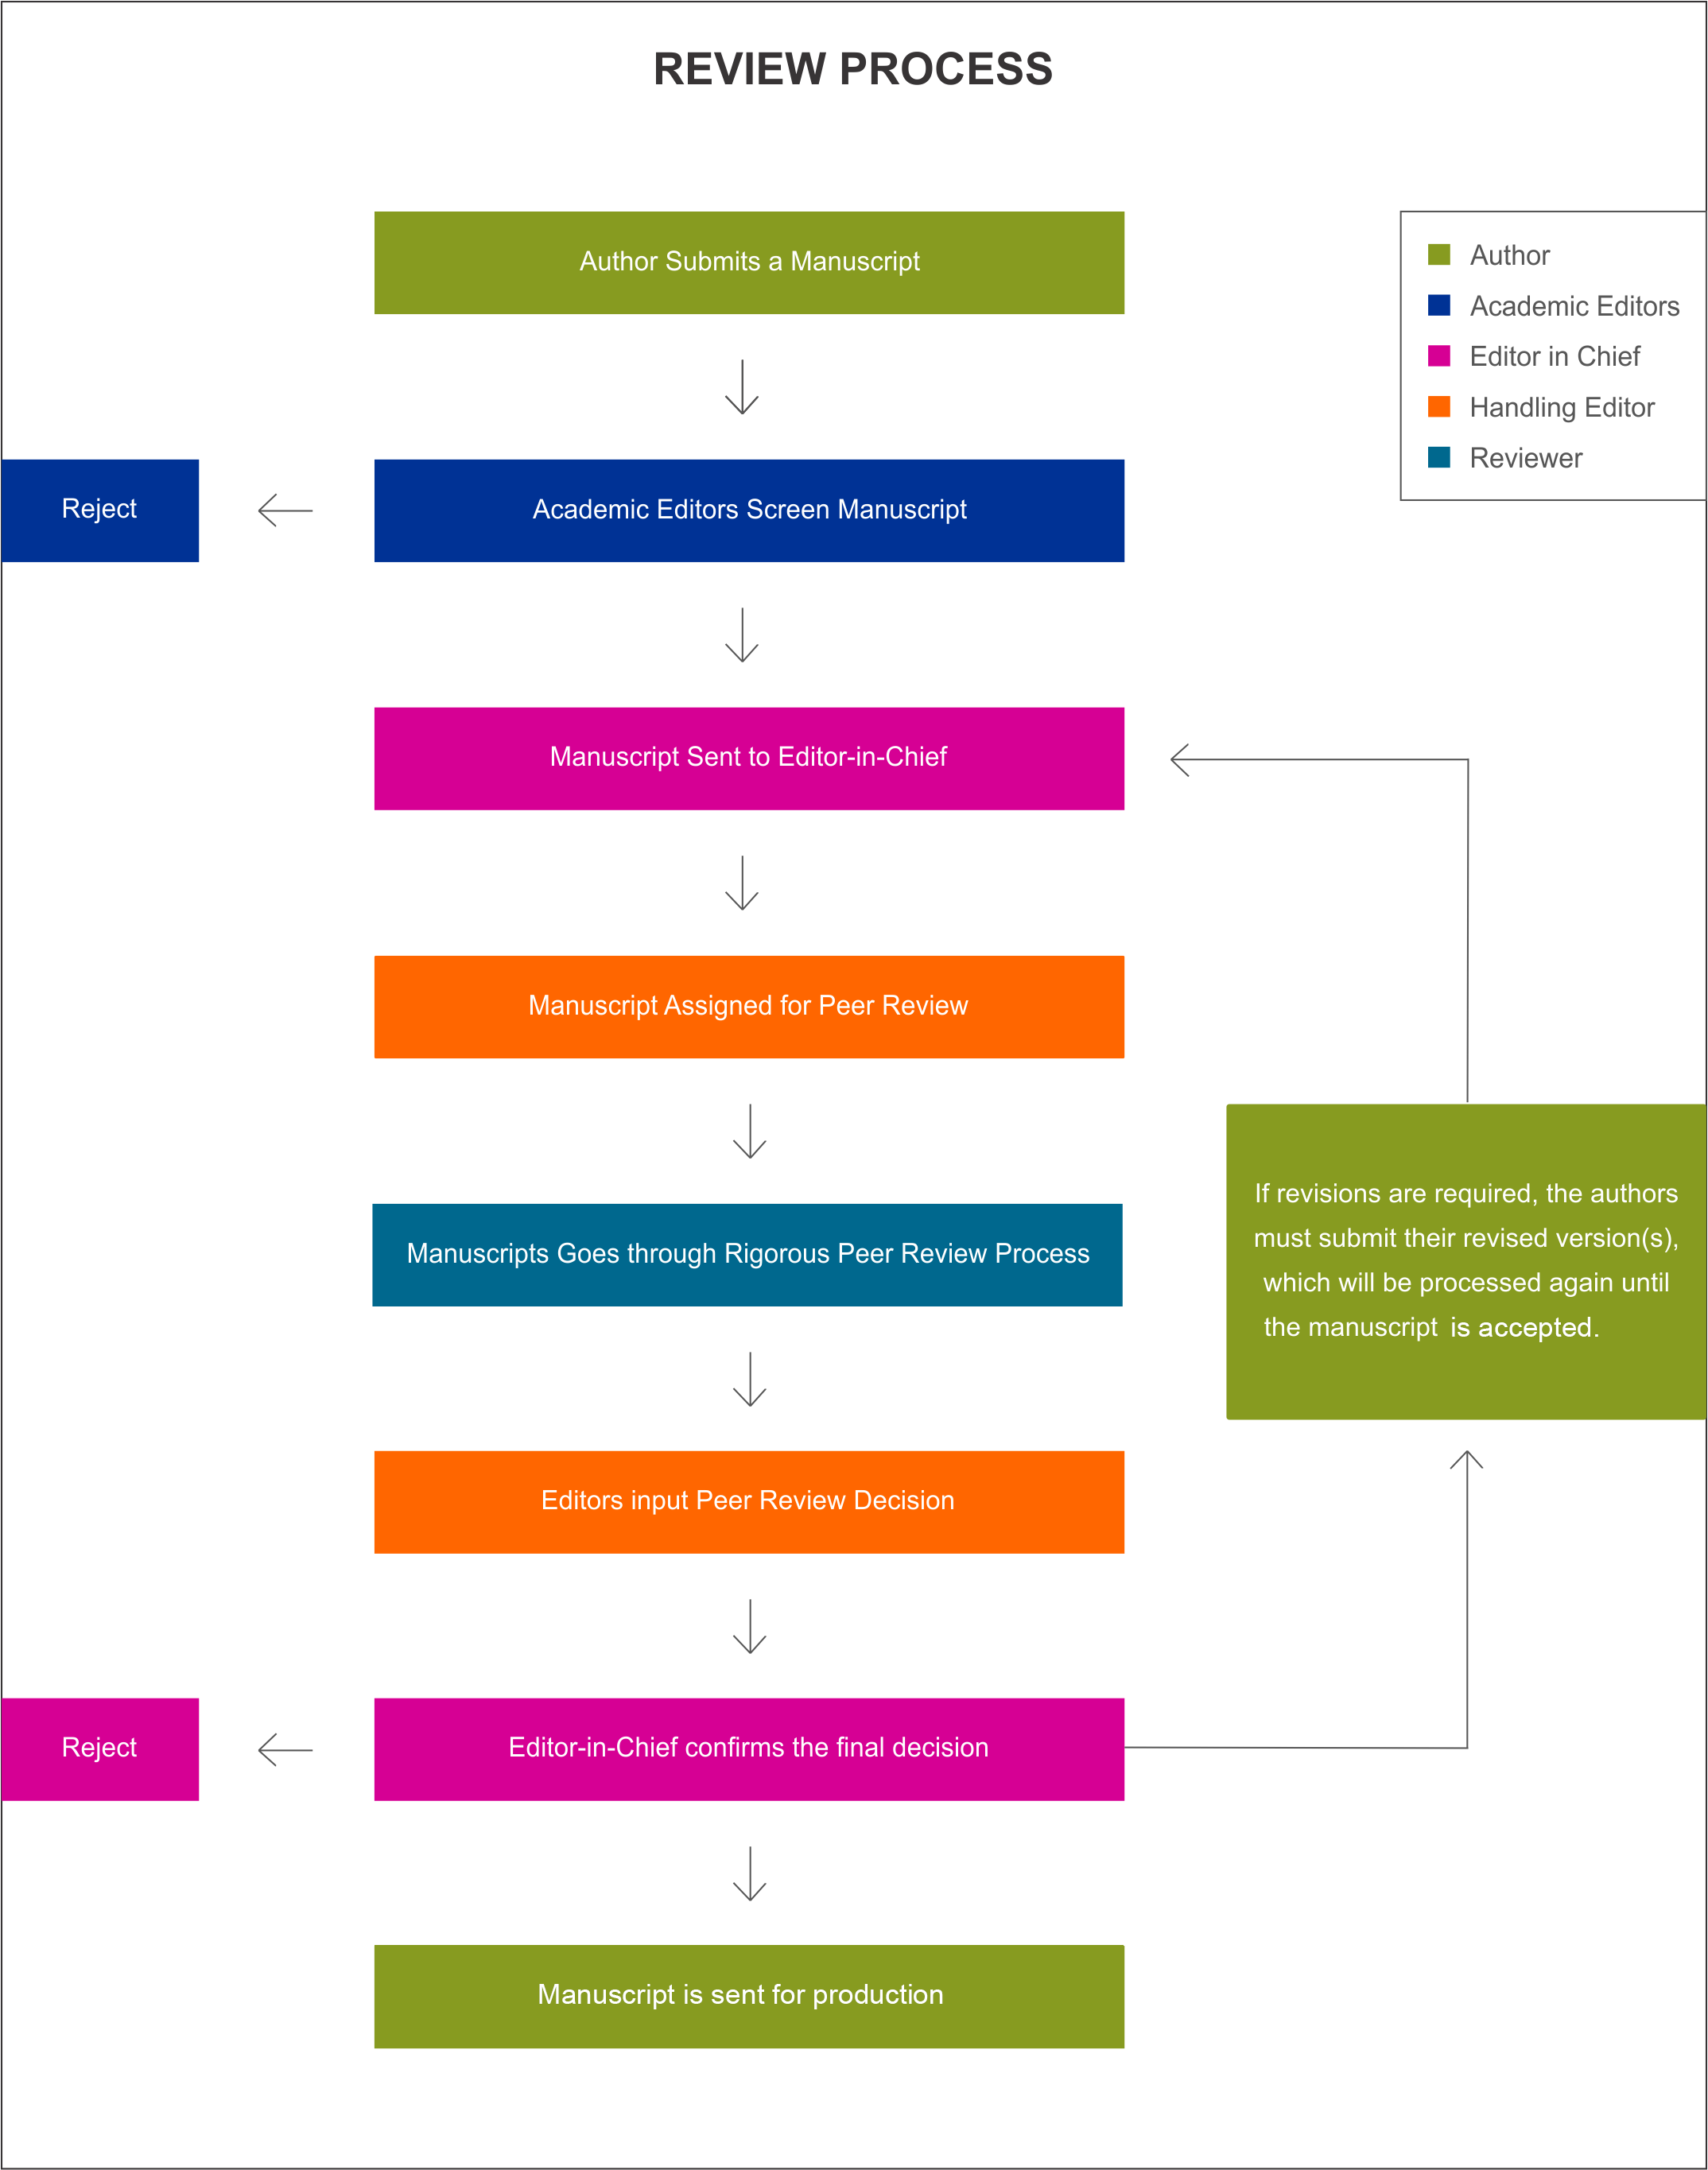 REVIEW PROCESS
Author Submits a Manuscript
Author
Academic Editors
Editor in Chief
Handling Editor
Reviewer
Reject
Academic Editors Screen Manuscript
Manuscript Sent to Editor-in-Chief
Manuscript Assigned for Peer Review
Manuscripts Goes through Rigorous Peer Review Process
If revisions are required, the authors
must submit their revised version(s),
which will be processed again until
the manuscript is accepted.
Editors input Peer Review Decision
Reject
Editor-in-Chief confirms the final decision
Manuscript is sent for production